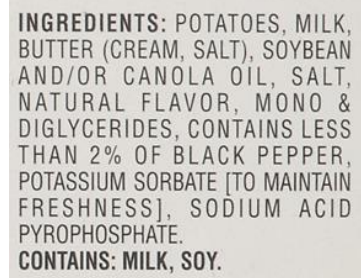 INGREDIENTS: POTATOES, MILK,
BUTTER (CREAM, SALT), SOYBEAN
AND/OR CANOLA OIL, SALT,
NATURAL FLAVOR, MONO &
DIGLYCERIDES, CONTAINS LESS
THAN 2% OF BLACK PEPPER,
POTASSIUM SORBATE [TO MAINTAIN
FRESHNESS], SODIUM ACID
PYROPHOSPHATE.
CONTAINS: MILK, SOY.